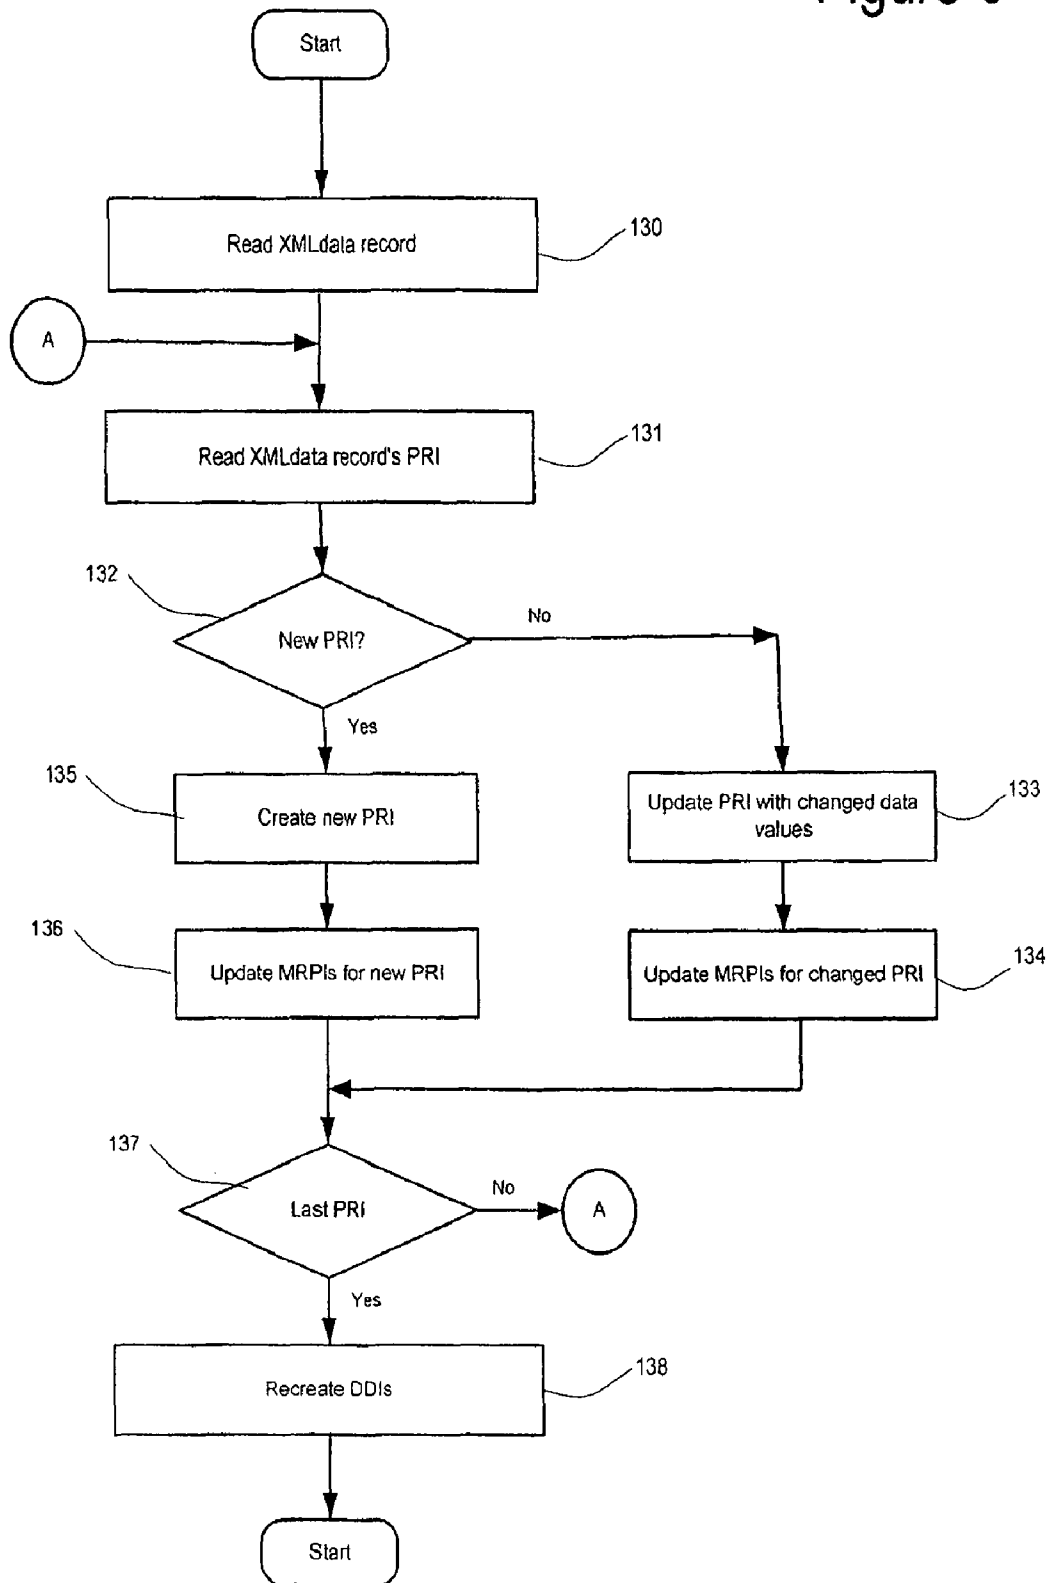 Start
Read XMLdata record
130
A
Read XMLdata record's PRI
131
132
New PRI?
No
Yes
135
Create new PRI
Update PRI with changed data
values
133
136
Update MRPIs for new PRI
Update MRPIs for changed PRI
134
137
Last PRI
No
A
Yes
Recreate DDIs
138
Start